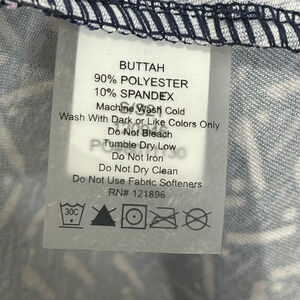 BUTTAH
90% POLYESTER
10% SPANDEX
Machine Wash Cold
Wash With Dark or Like Colors Only
Do Not Bleach
Tumble Dry Low
Do Not Iron
Do Not Dry Clean
Do Not Use Fabric Softeners
RN# 121896
30C